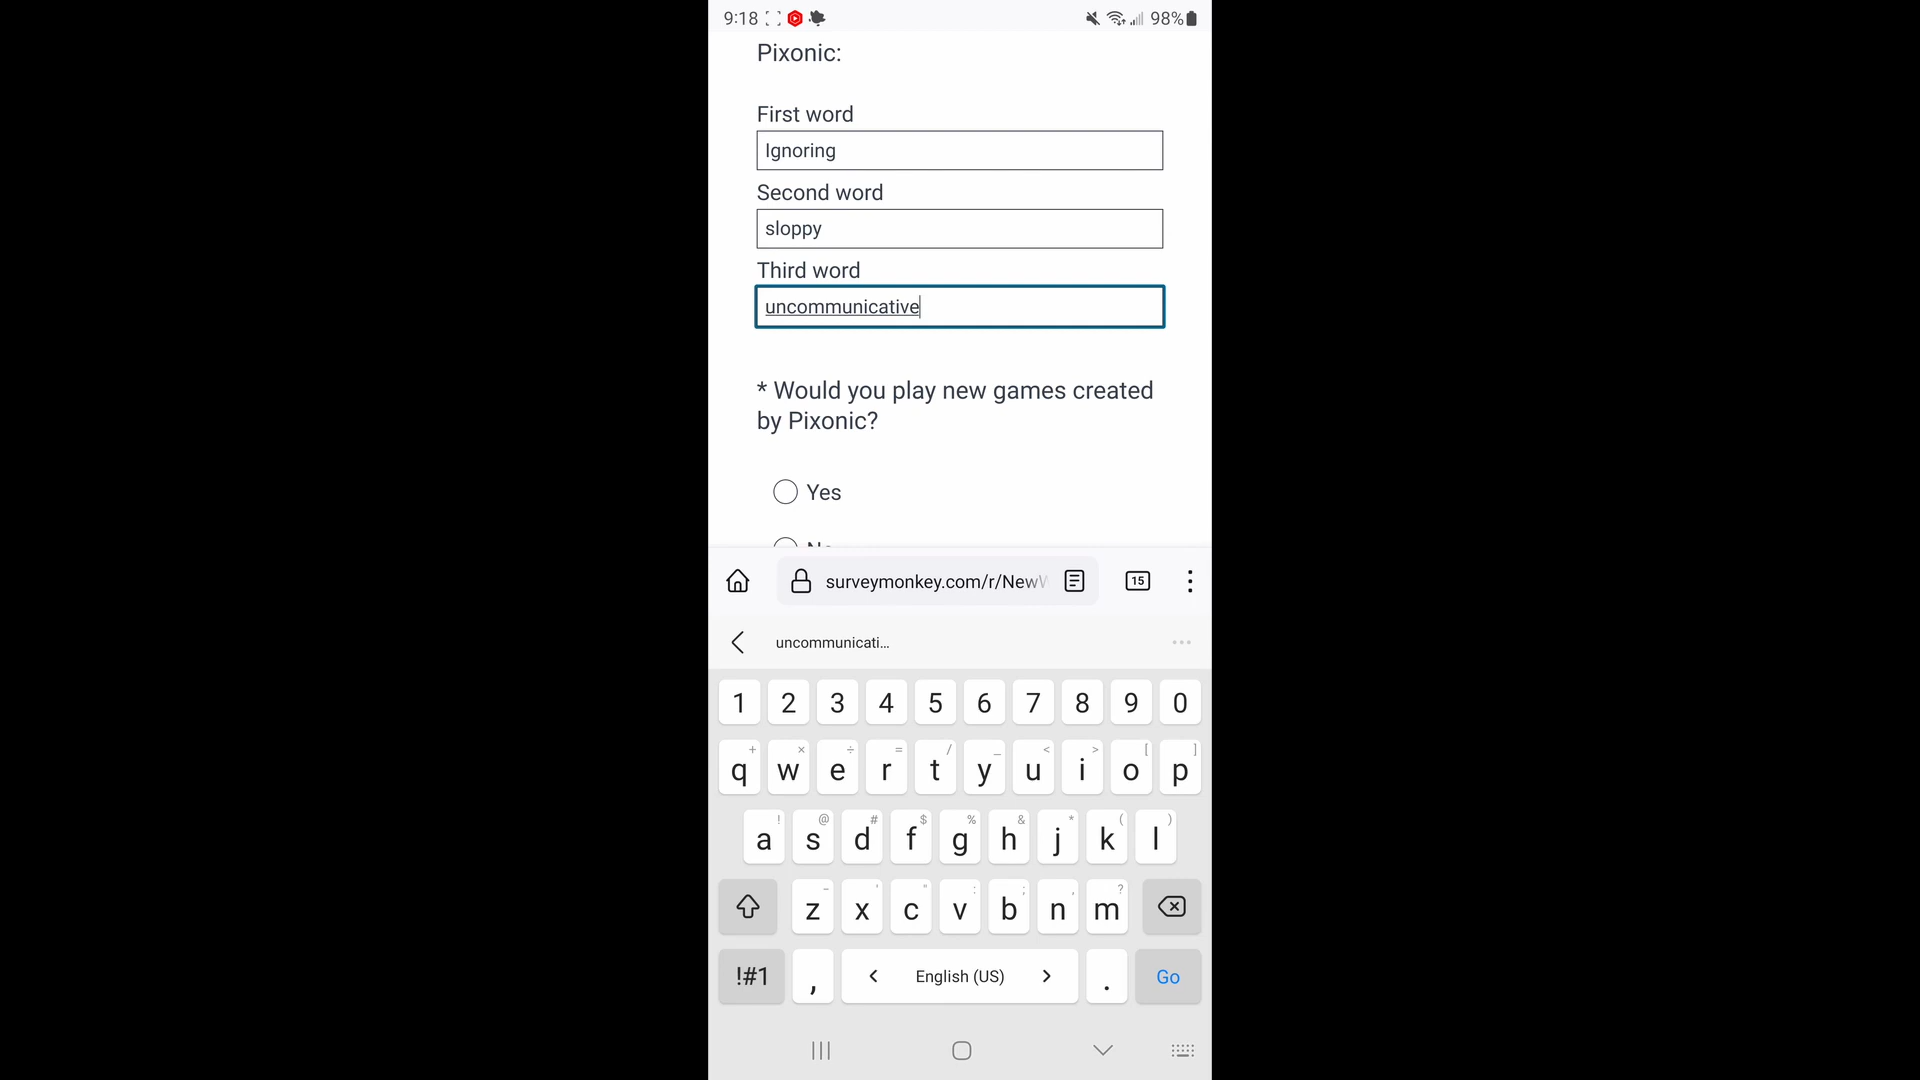 9:18 98%
Pixonic:
First word
Ignoring
Second word
sloppy
Third word
uncommunicative
* Would you play new games created
by Pixonic?
Yes
surveymonkey.com/r/NewW 15
uncommunicati...
1 2 3 4 5 6 7 8 9 0
+ × ÷ = / _ < > [ ]
q w e r t y u i o p
! @ # $ % & * ( )
a s d f g h j k l
- ' " : ; , ?
z x c v b n m
!#1 , < English (US) > . Go